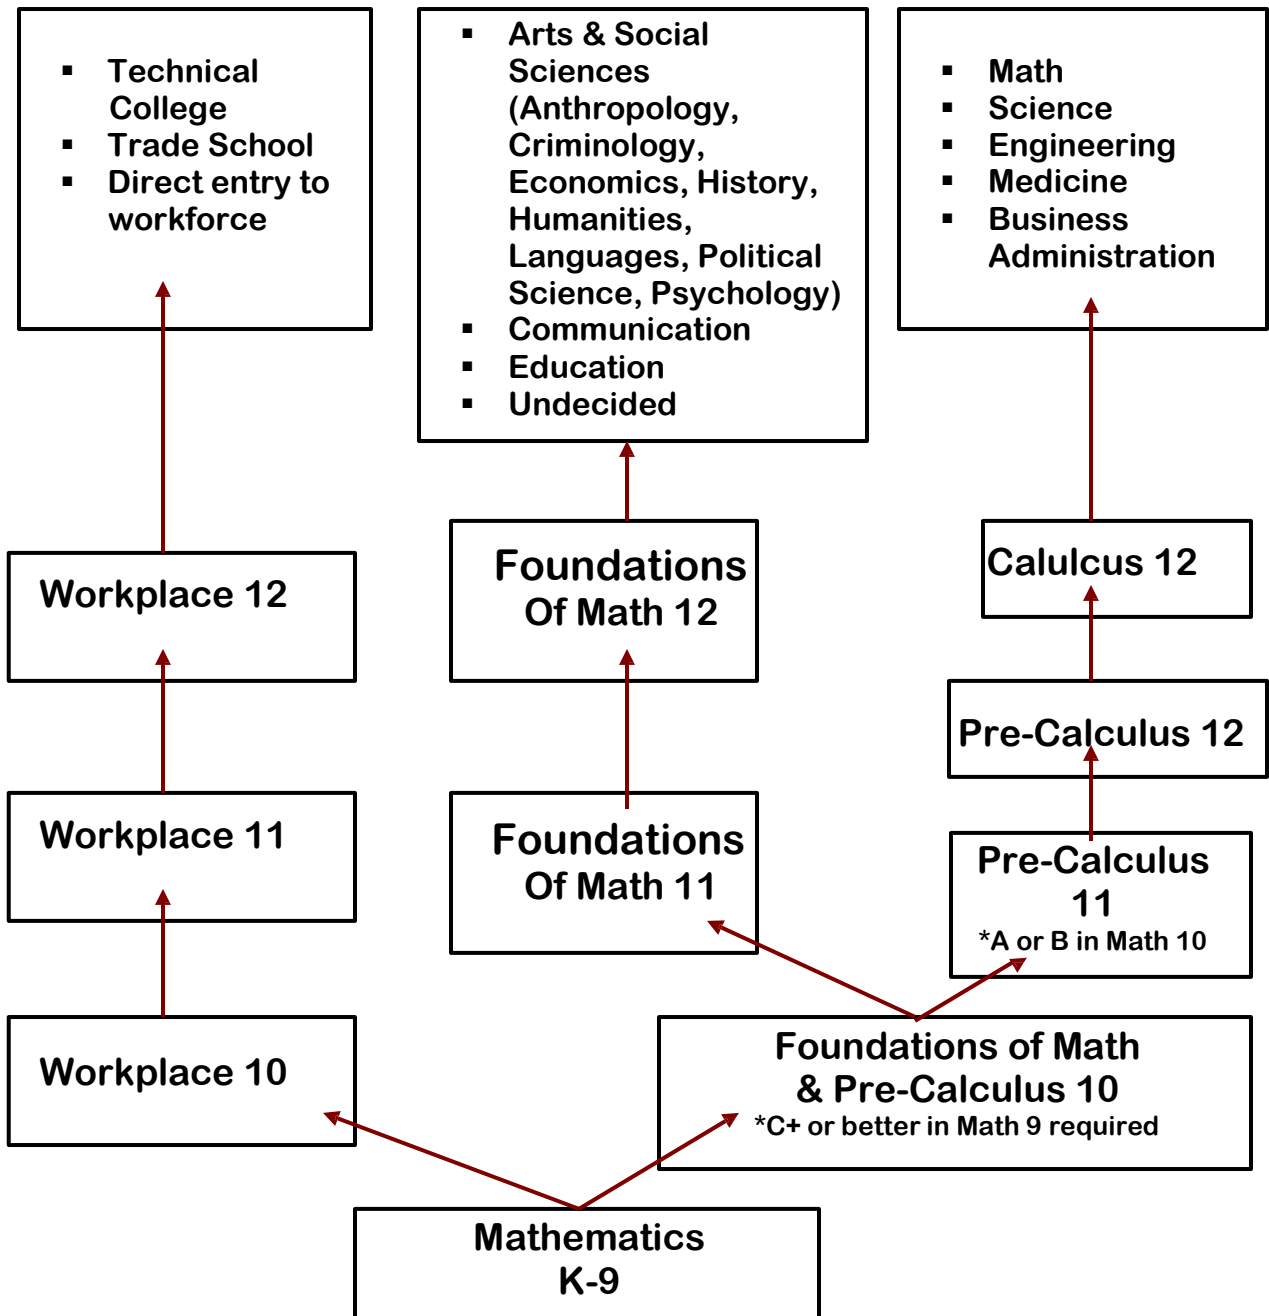 ▪ Technical
College
▪ Trade School
▪ Direct entry to
workforce
▪ Arts & Social
Sciences
(Anthropology,
Criminology,
Economics, History,
Humanities,
Languages, Political
Science, Psychology)
▪ Communication
▪ Education
▪ Undecided
▪ Math
▪ Science
▪ Engineering
▪ Medicine
▪ Business
Administration
Workplace 12
Foundations
Of Math 12
Calulcus 12
Pre-Calculus 12
Workplace 11
Foundations
Of Math 11
Pre-Calculus
11
*A or B in Math 10
Workplace 10
Foundations of Math
& Pre-Calculus 10
*C+ or better in Math 9 required
Mathematics
K-9